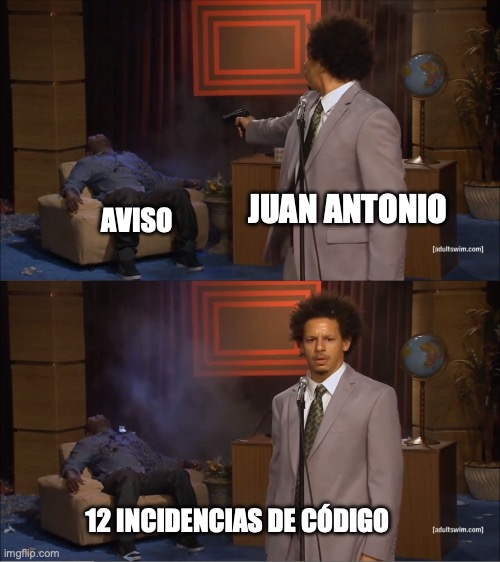 JUAN ANTONIO
AVISO
[adultswim.com]
12 INCIDENCIAS DE CÓDIGO
[adultswim.com]
imgflip.com